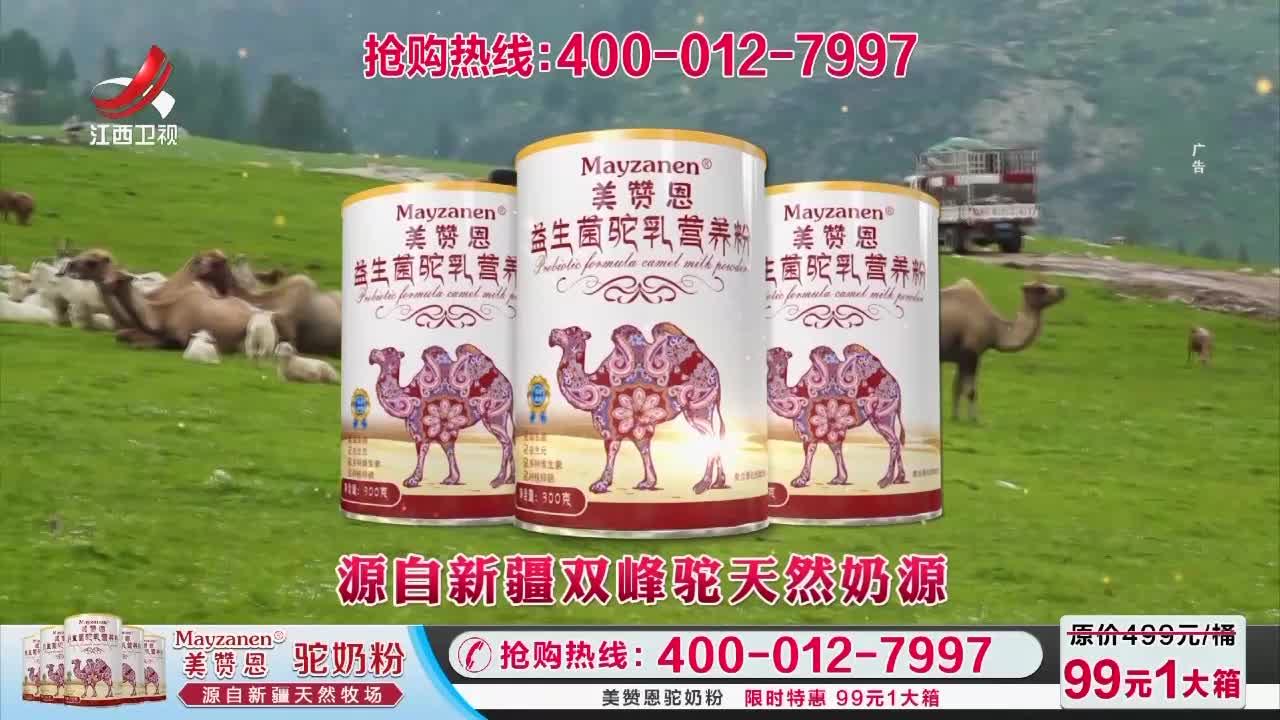 抢购热线:400-012-7997
江西卫视
广告
Mayzanen®
美赞恩
益生菌驼乳营养粉
Probiotic formula camel milk powder
净含量:900克
Mayzanen®
美赞恩
益生菌驼乳营养粉
Probiotic formula camel milk powder
净含量:900克
Mayzanen®
美赞恩
益生菌驼乳营养粉
camel milk powder
源自新疆双峰驼天然奶源
Mayzanen®
美赞恩
驼奶粉
源自新疆天然牧场
抢购热线:400-012-7997
美赞恩驼奶粉 限时特惠 99元1大箱
原价499元/桶
99元1大箱